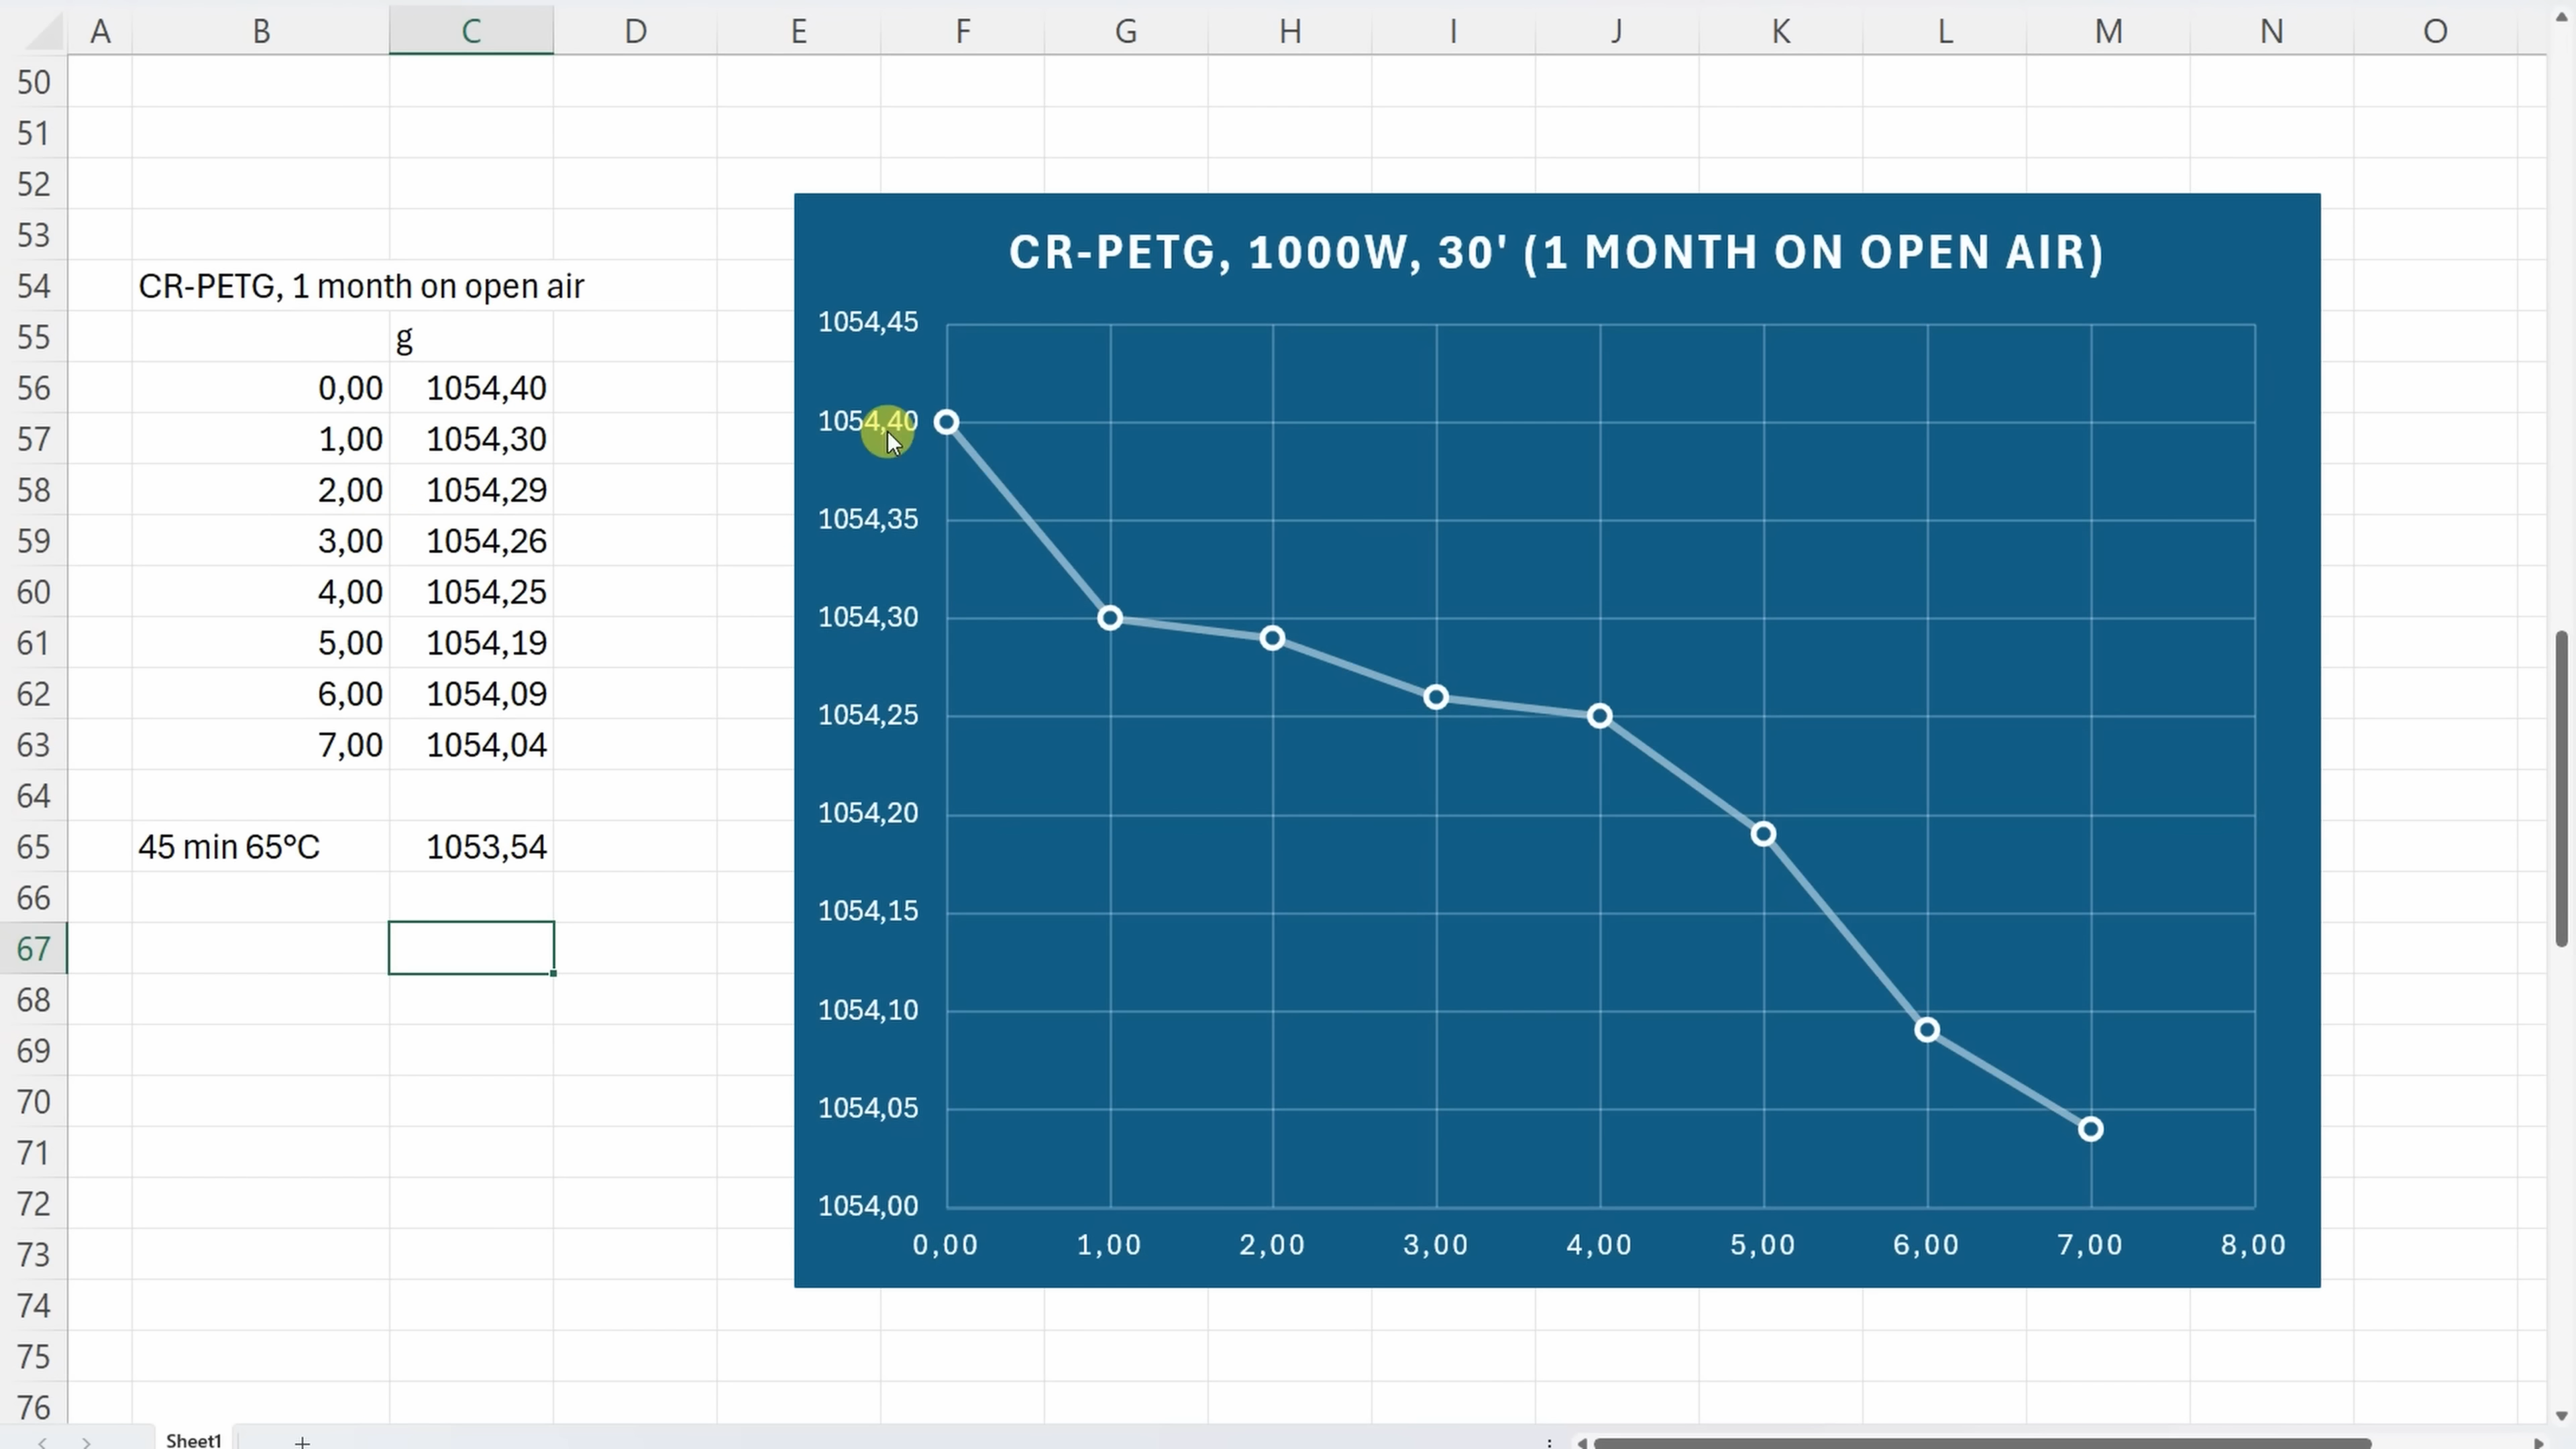 A B C D E F G H I J K L M N O
50
51
52
53
54 CR-PETG, 1 month on open air
55 g
56 0,00 1054,40
57 1,00 1054,30
58 2,00 1054,29
59 3,00 1054,26
60 4,00 1054,25
61 5,00 1054,19
62 6,00 1054,09
63 7,00 1054,04
64
65 45 min 65°C 1053,54
66
67
68
69
70
71
72
73
74
75
76
CR-PETG, 1000W, 30' (1 MONTH ON OPEN AIR)
1054,45
1054,40
1054,35
1054,30
1054,25
1054,20
1054,15
1054,10
1054,05
1054,00
0,00 1,00 2,00 3,00 4,00 5,00 6,00 7,00 8,00
Sheet1 +